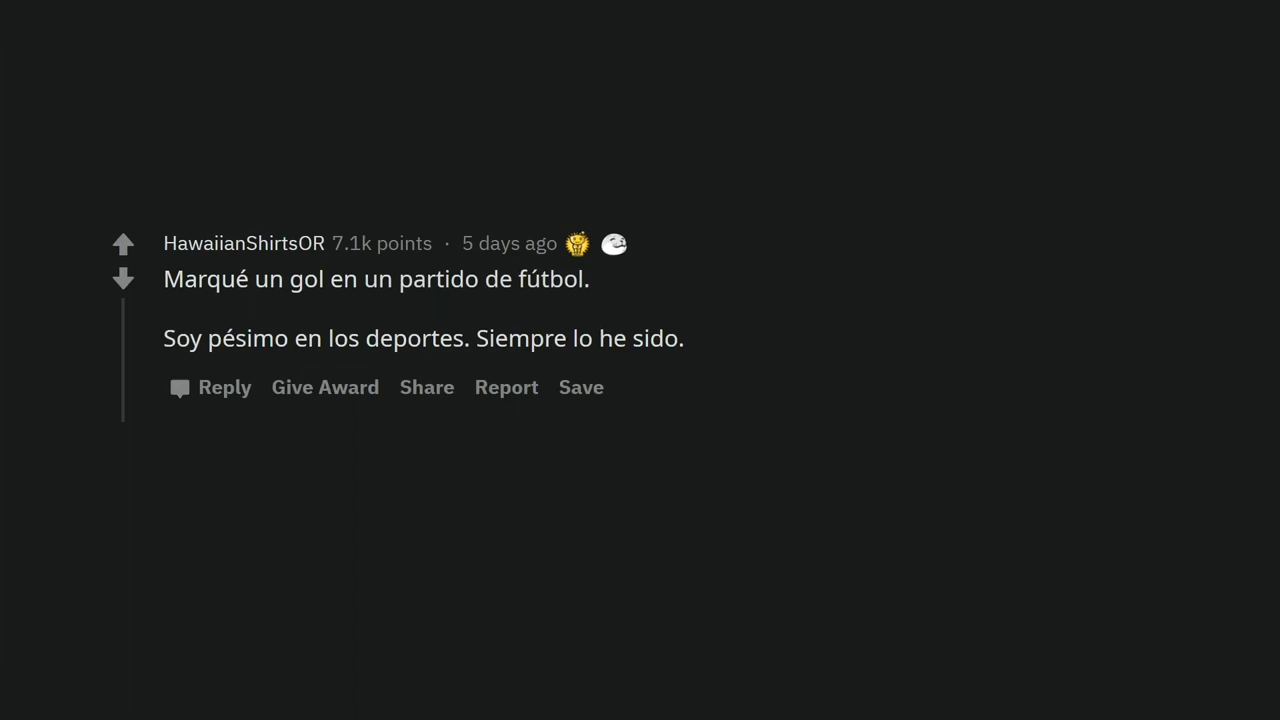 HawaiianShirtsOR 7.1k points · 5 days ago
Marqué un gol en un partido de fútbol.
Soy pésimo en los deportes. Siempre lo he sido.
Reply Give Award Share Report Save